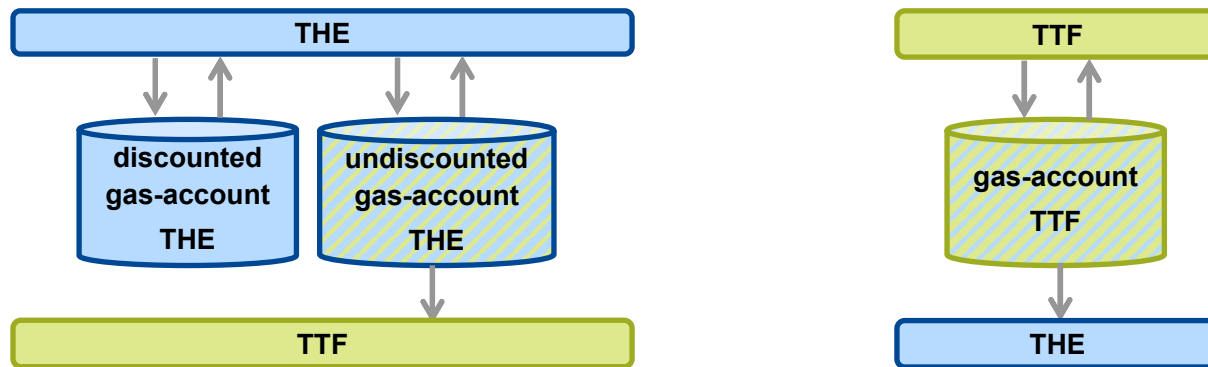 THE
discounted
gas-account
THE
undiscounted
gas-account
THE
TTF
TTF
gas-account
TTF
THE